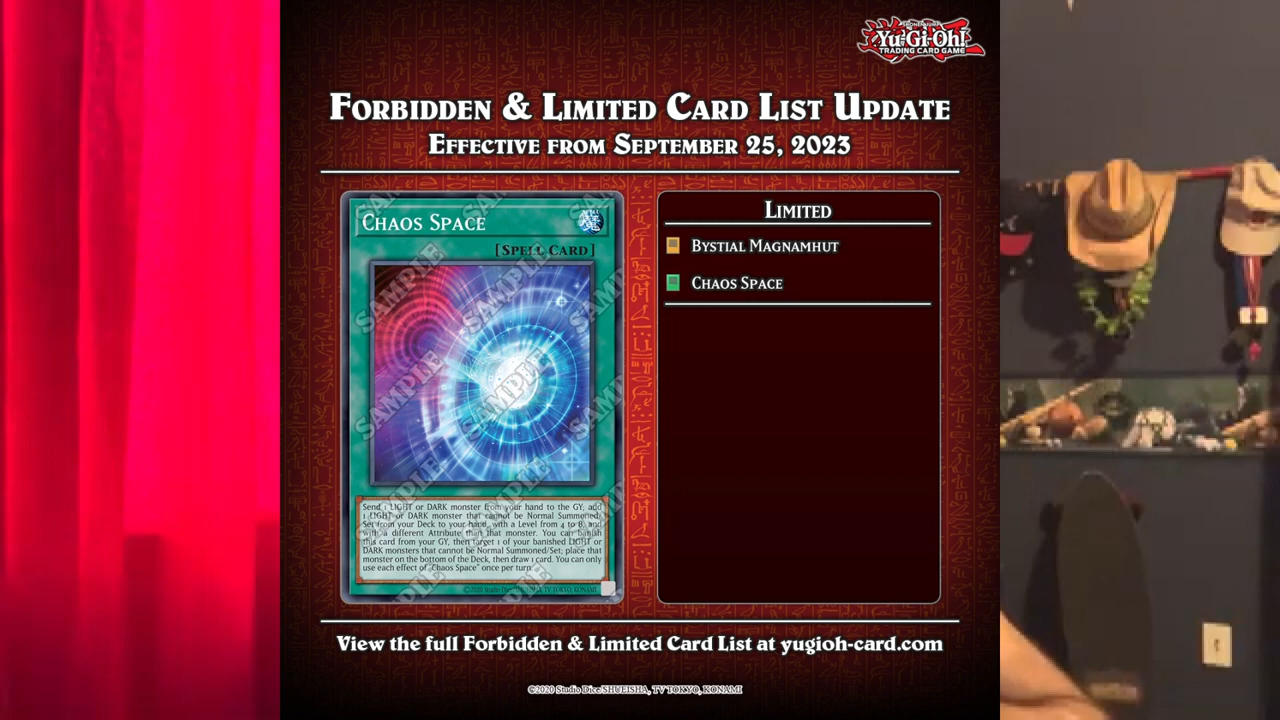 SHONEN JUMP
Yu-Gi-Oh!
TRADING CARD GAME
FORBIDDEN & LIMITED CARD LIST UPDATE
EFFECTIVE FROM SEPTEMBER 25, 2023
CHAOS SPACE
[SPELL CARD]
SAMPLE
SAMPLE
SAMPLE
SAMPLE
SAMPLE
SAMPLE
Send 1 LIGHT or DARK monster from your hand to the GY; add
1 LIGHT or DARK monster that cannot be Normal Summoned/
Set from your Deck to your hand, with a Level from 4 to 8, and
with a different Attribute than that monster. You can banish
this card from your GY, then target 1 of your banished LIGHT or
DARK monsters that cannot be Normal Summoned/Set; place that
monster on the bottom of the Deck, then draw 1 card. You can only
use each effect of "Chaos Space" once per turn.
LIMITED
BYSTIAL MAGNAMHUT
CHAOS SPACE
View the full Forbidden & Limited Card List at yugioh-card.com
©2020 Studio Dice/SHUEISHA, TV TOKYO, KONAMI